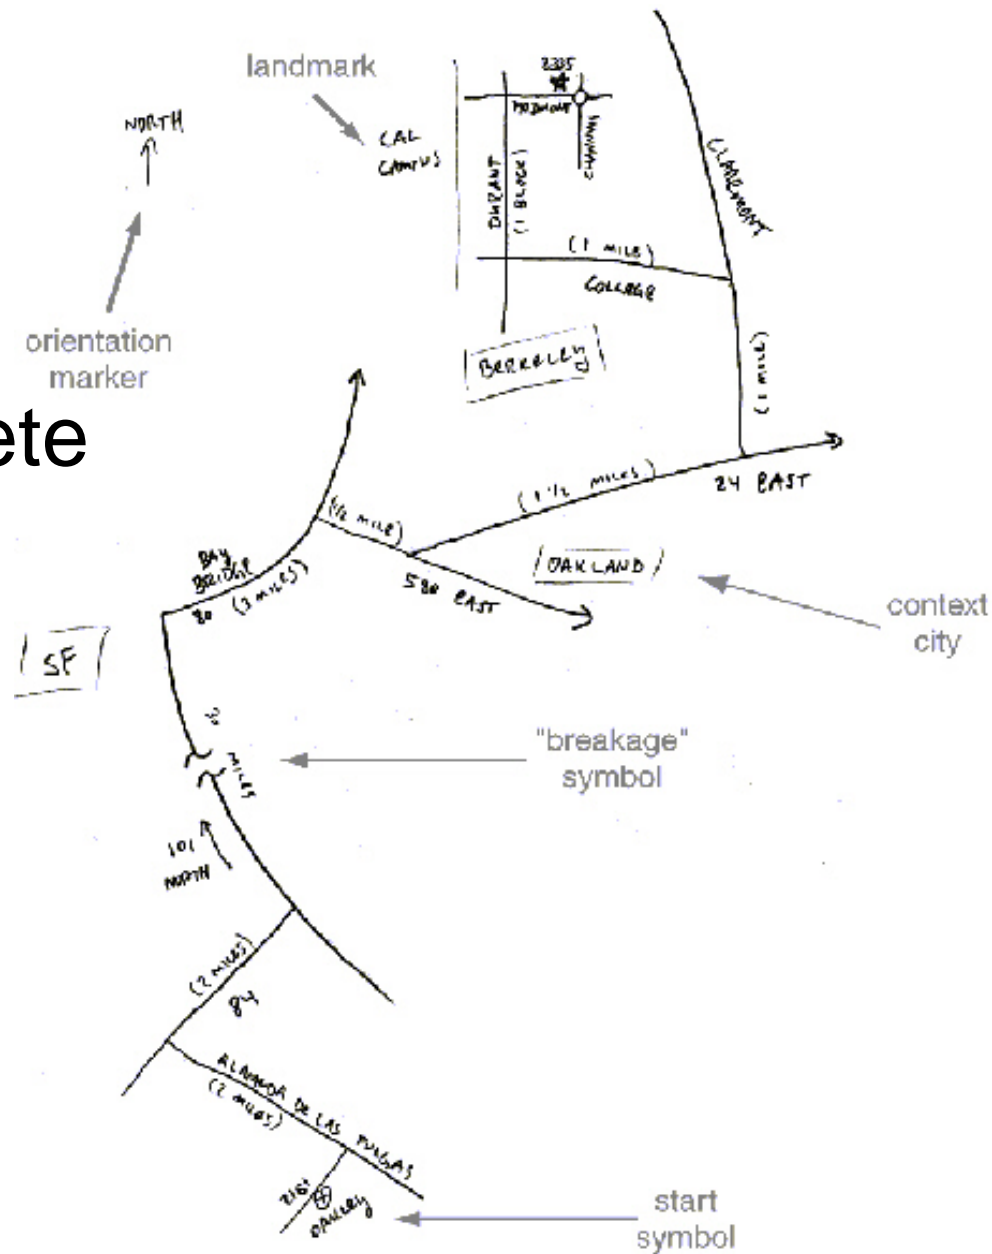 landmark
NORTH
CAL
CAMPUS
2335
PIEDMONT
CHANNING
DURANT
(1 BLOCK)
CLAREMONT
(1 MILE)
COLLEGE
orientation
marker
BERKELEY
(1 MILE)
ete
24 EAST
(1 1/2 MILES)
(1/2 MILE)
BAY
BRIDGE
80 (3 MILES)
580 EAST
OAKLAND
context
city
SF
"breakage"
symbol
MILES
101
NORTH
(2 MILES)
84
ALAMEDA DE LAS PULGAS
(2 MILES)
OAKLEY
start
symbol